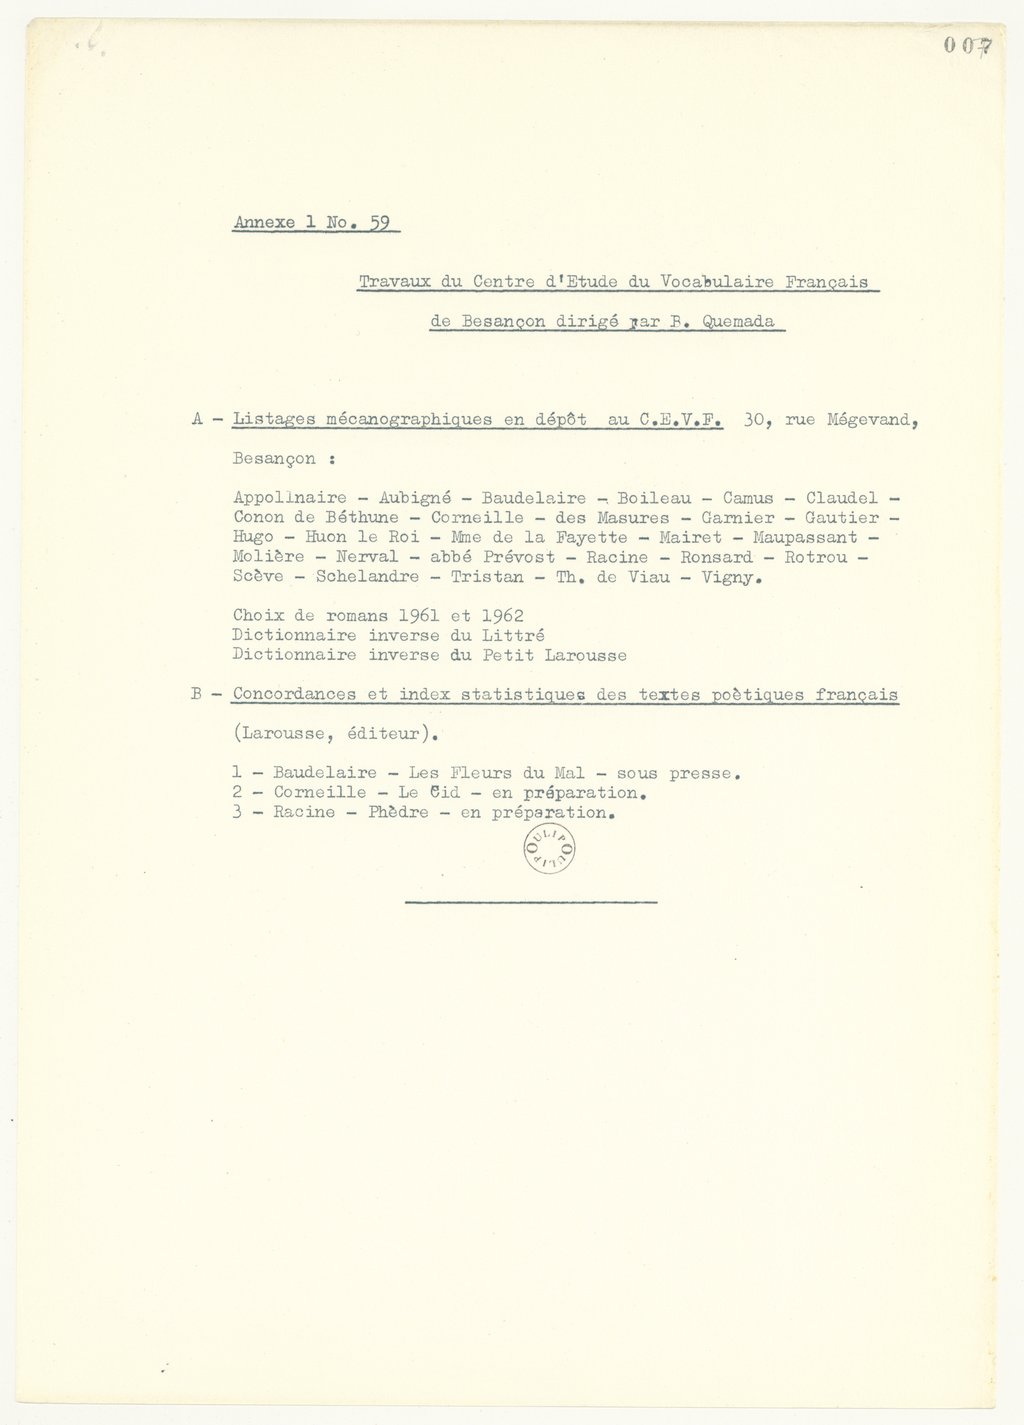 007
Annexe 1 No. 59
Travaux du Centre d'Etude du Vocabulaire Français
de Besançon dirigé par B. Quemada
A - Listages mécanographiques en dépôt au C.E.V.F. 30, rue Mégevand,
Besançon :
Appolinaire - Aubigné - Baudelaire - Boileau - Camus - Claudel -
Conon de Béthune - Corneille - des Masures - Garnier - Gautier -
Hugo - Huon le Roi - Mme de la Fayette - Mairet - Maupassant -
Molière - Nerval - abbé Prévost - Racine - Ronsard - Rotrou -
Scève - Schelandre - Tristan - Th. de Viau - Vigny.
Choix de romans 1961 et 1962
Dictionnaire inverse du Littré
Dictionnaire inverse du Petit Larousse
B - Concordances et index statistiques des textes poètiques français
(Larousse, éditeur).
1 - Baudelaire - Les Fleurs du Mal - sous presse.
2 - Corneille - Le Cid - en préparation.
3 - Racine - Phèdre - en préparation.
OULIPOULIP